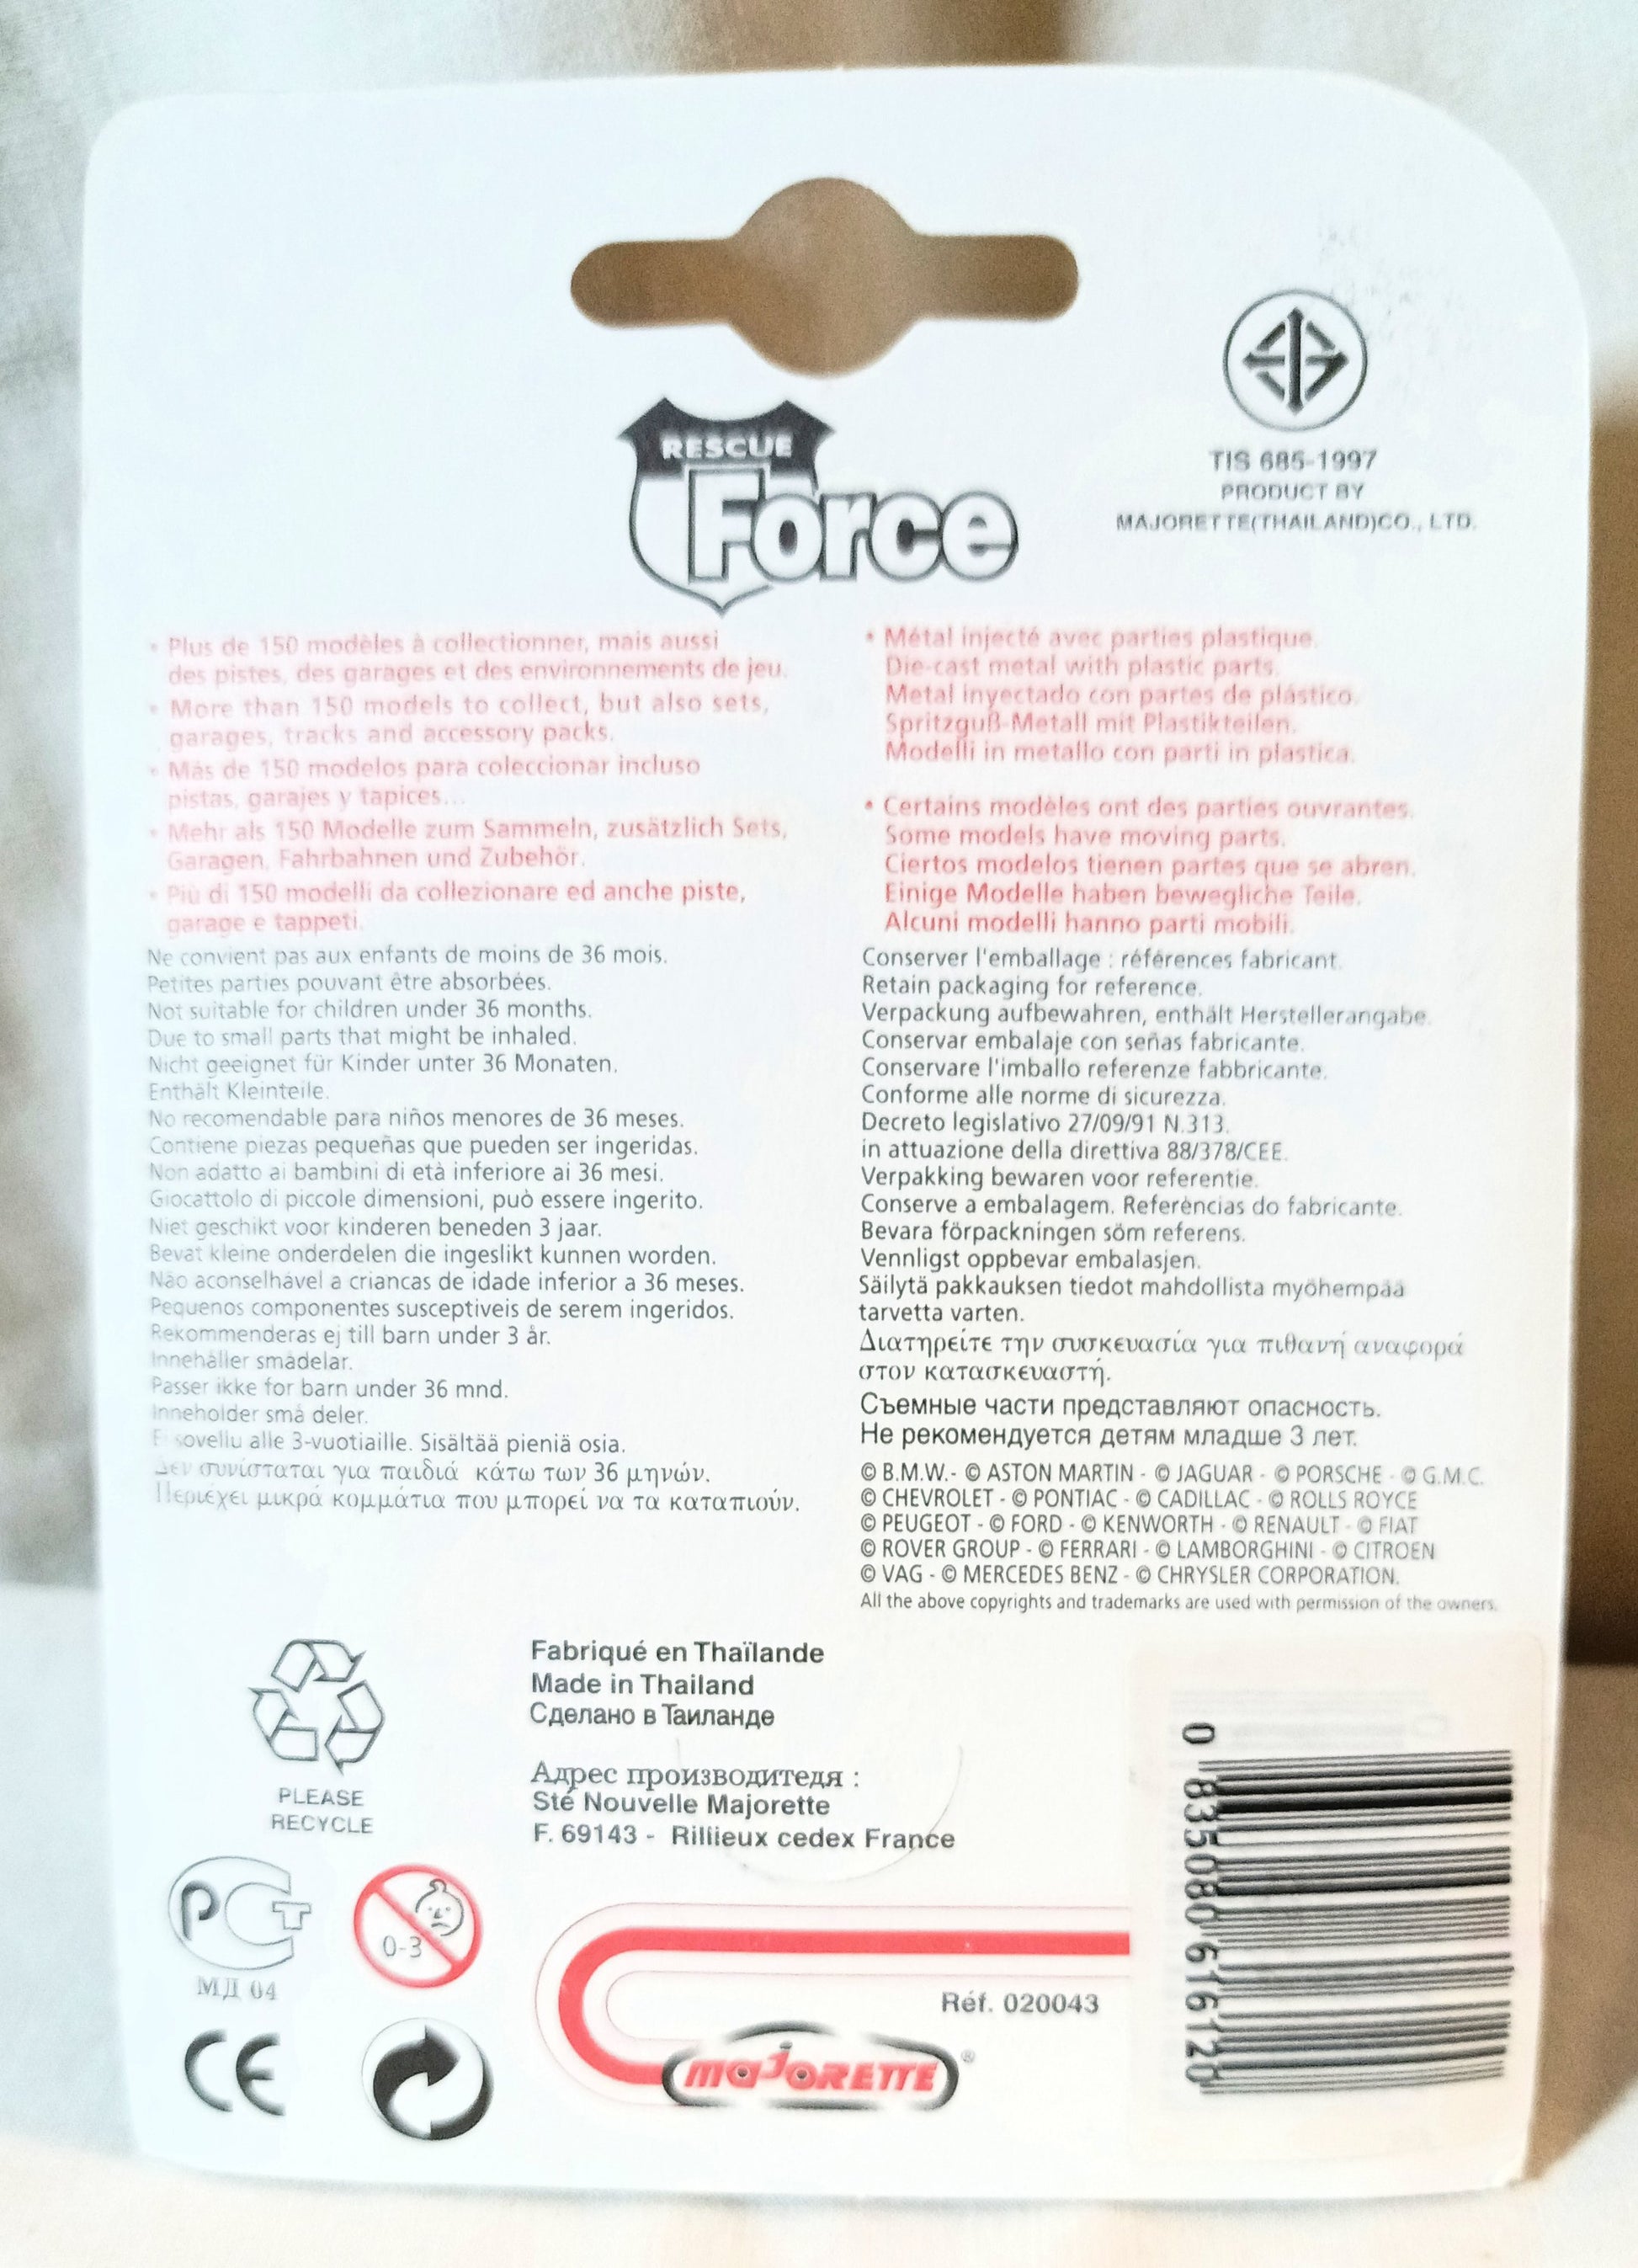 RESCUE
Force
TIS 685-1997
PRODUCT BY
MAJORETTE(THAILAND)CO., LTD.
• Plus de 150 modèles à collectionner, mais aussi
des pistes, des garages et des environnements de jeu.
• More than 150 models to collect, but also sets,
garages, tracks and accessory packs.
• Más de 150 modelos para coleccionar incluso
pistas, garajes y tapices...
• Mehr als 150 Modelle zum Sammeln, zusätzlich Sets,
Garagen, Fahrbahnen und Zubehör.
• Più di 150 modelli da collezionare ed anche piste,
garage e tappeti.
• Métal injecté avec parties plastique.
Die-cast metal with plastic parts.
Metal inyectado con partes de plástico.
Spritzguß-Metall mit Plastikteilen.
Modelli in metallo con parti in plastica.
• Certains modèles ont des parties ouvrantes.
Some models have moving parts.
Ciertos modelos tienen partes que se abren.
Einige Modelle haben bewegliche Teile.
Alcuni modelli hanno parti mobili.
Ne convient pas aux enfants de moins de 36 mois.
Petites parties pouvant être absorbées.
Not suitable for children under 36 months.
Due to small parts that might be inhaled.
Nicht geeignet für Kinder unter 36 Monaten.
Enthält Kleinteile.
No recomendable para niños menores de 36 meses.
Contiene piezas pequeñas que pueden ser ingeridas.
Non adatto ai bambini di età inferiore ai 36 mesi.
Giocattolo di piccole dimensioni, può essere ingerito.
Niet geschikt voor kinderen beneden 3 jaar.
Bevat kleine onderdelen die ingeslikt kunnen worden.
Não aconselhável a criancas de idade inferior a 36 meses.
Pequenos componentes susceptiveis de serem ingeridos.
Rekommenderas ej till barn under 3 år.
Innehåller smådelar.
Passer ikke for barn under 36 mnd.
Inneholder små deler.
sovellu alle 3-vuotiaille. Sisältää pieniä osia.
Δεν συνίσταται για παιδιά κάτω των 36 μηνών.
Περιέχει μικρά κομμάτια που μπορεί να τα καταπιούν.
Conserver l'emballage : références fabricant.
Retain packaging for reference.
Verpackung aufbewahren, enthält Herstellerangabe.
Conservar embalaje con señas fabricante.
Conservare l'imballo referenze fabbricante.
Conforme alle norme di sicurezza.
Decreto legislativo 27/09/91 N.313.
in attuazione della direttiva 88/378/CEE.
Verpakking bewaren voor referentie.
Conserve a embalagem. Referências do fabricante.
Bevara förpackningen söm referens.
Vennligst oppbevar embalasjen.
Säilytä pakkauksen tiedot mahdollista myöhempää
tarvetta varten.
Διατηρείτε την συσκευασία για πιθανή αναφορά
στον κατασκευαστή.
Съемные части представляют опасность.
Не рекомендуется детям младше 3 лет.
© B.M.W.- © ASTON MARTIN - © JAGUAR - © PORSCHE - © G.M.C.
© CHEVROLET - © PONTIAC - © CADILLAC - © ROLLS ROYCE
© PEUGEOT - © FORD - © KENWORTH - © RENAULT - © FIAT
© ROVER GROUP - © FERRARI - © LAMBORGHINI - © CITROEN
© VAG - © MERCEDES BENZ - © CHRYSLER CORPORATION.
All the above copyrights and trademarks are used with permission of the owners.
PLEASE
RECYCLE
Fabriqué en Thaïlande
Made in Thailand
Сделано в Таиланде
Адрес производитедя :
Sté Nouvelle Majorette
F. 69143 - Rillieux cedex France
РСТ
МД 04
0-3
CE
Réf. 020043
MAJORETTE®
0 835080 616120